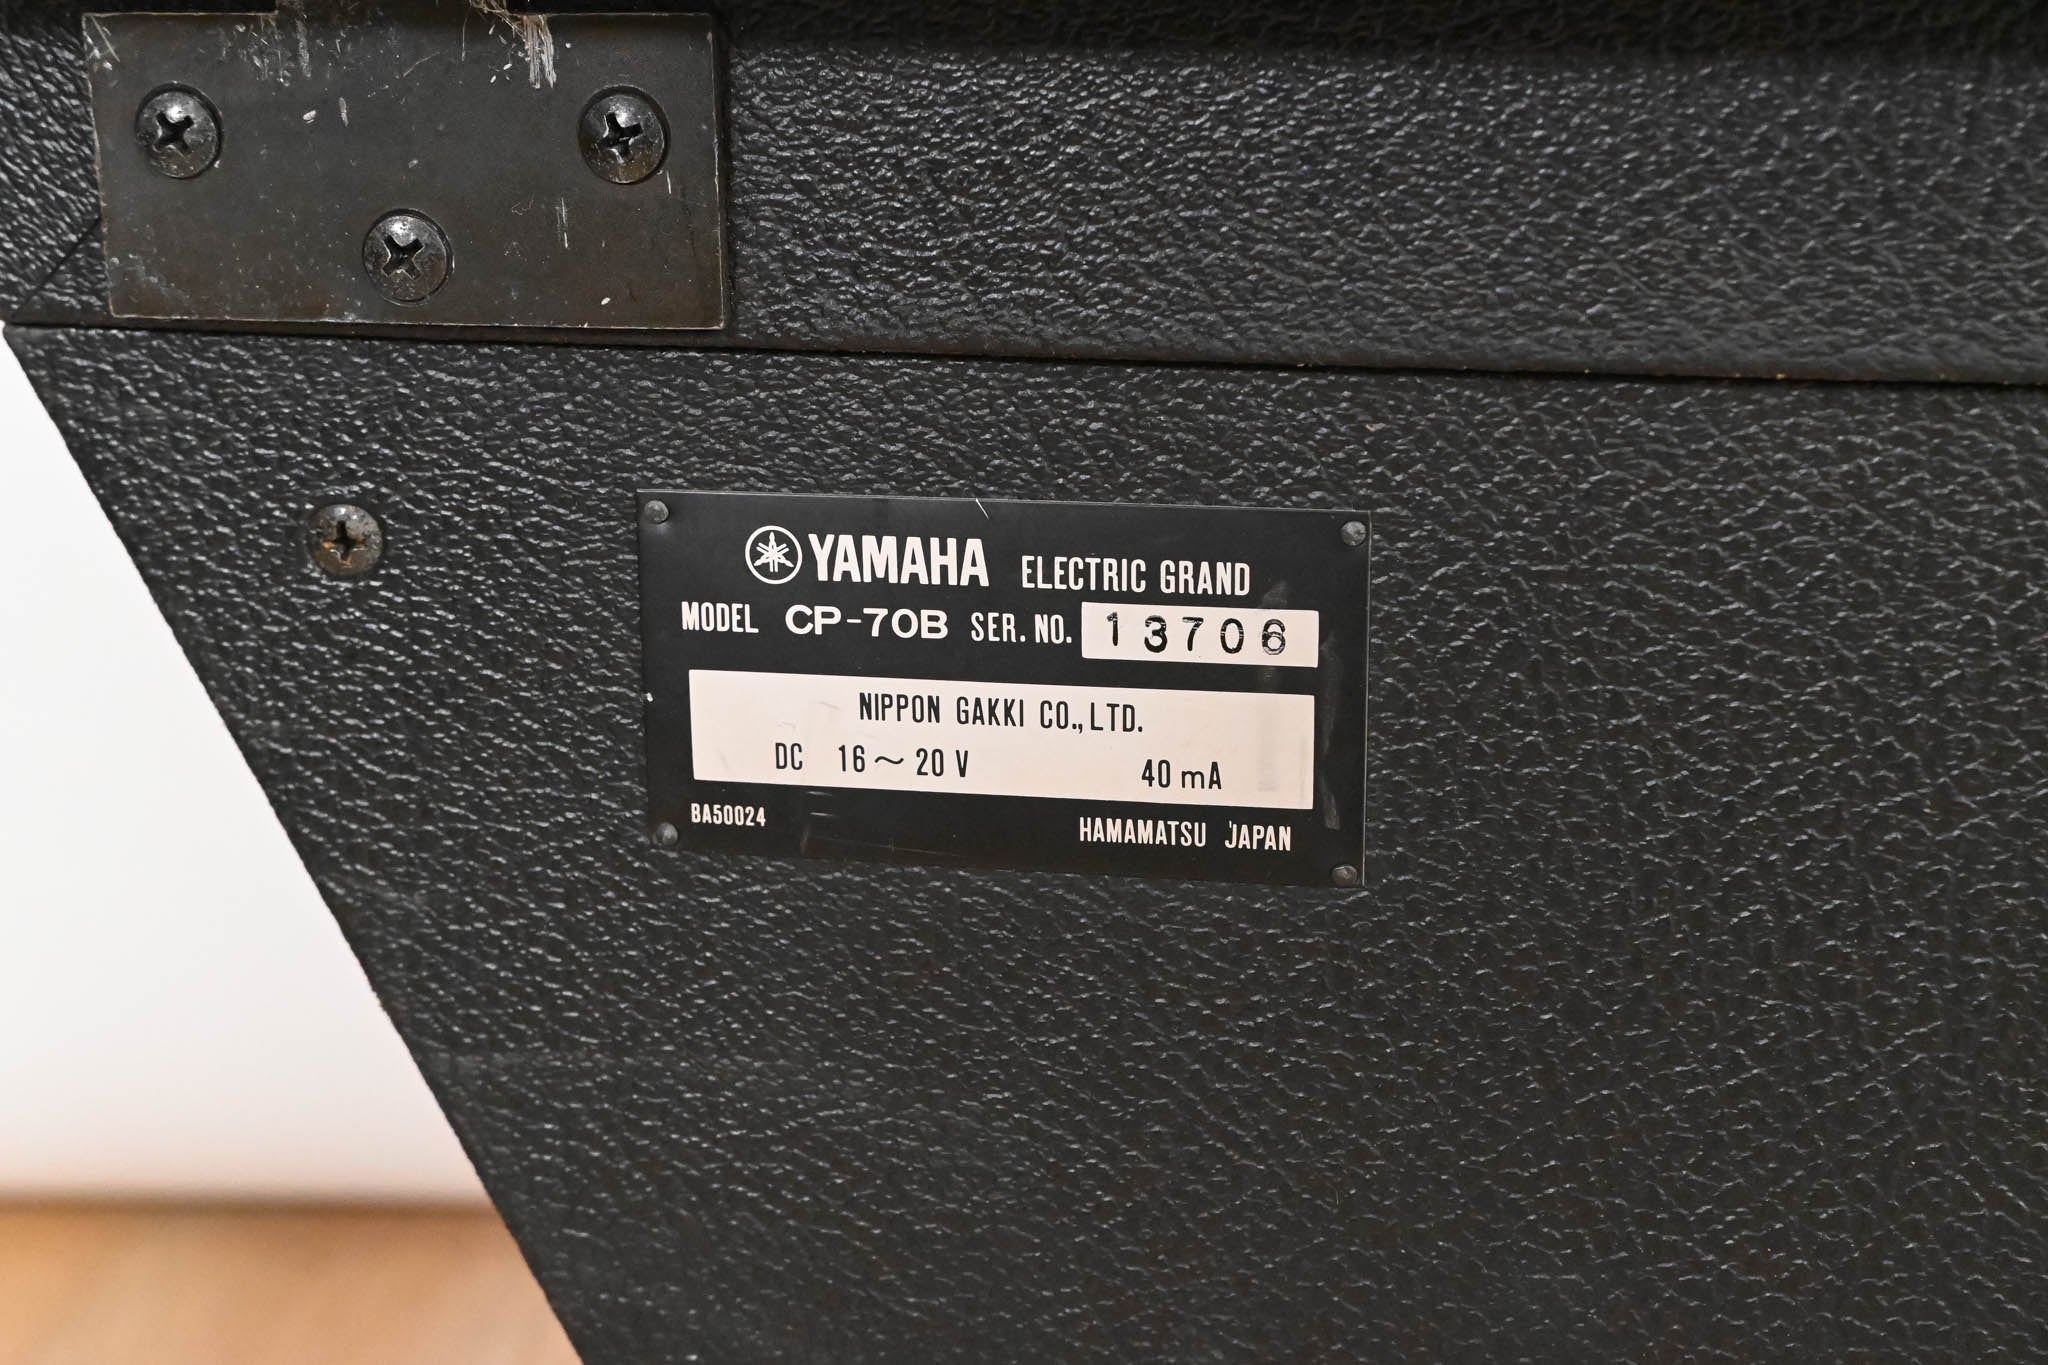 YAMAHA ELECTRIC GRAND
MODEL CP-70B SER. NO. 13706
NIPPON GAKKI CO., LTD.
DC 16～20 V 40 mA
BA50024 HAMAMATSU JAPAN